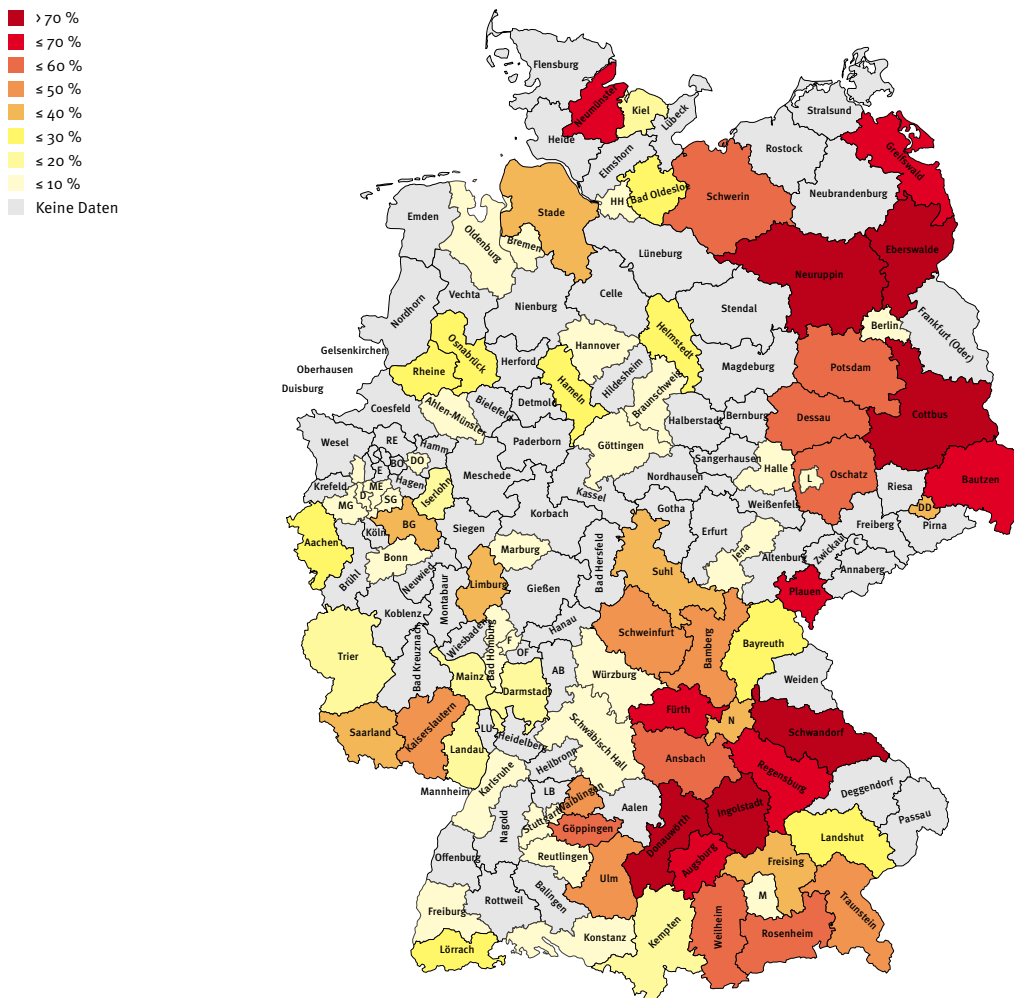 > 70 %
≤ 70 %
≤ 60 %
≤ 50 %
≤ 40 %
≤ 30 %
≤ 20 %
≤ 10 %
Keine Daten
Flensburg
Neumünster
Kiel
Lübeck
Heide
Elmshorn
Stralsund
Rostock
Greifswald
Neubrandenburg
HH
Bad Oldesloe
Schwerin
Emden
Oldenburg
Bremen
Stade
Lüneburg
Eberswalde
Neuruppin
Nordhorn
Vechta
Nienburg
Celle
Stendal
Frankfurt (Oder)
Berlin
Gelsenkirchen
Oberhausen
Duisburg
Osnabrück
Rheine
Herford
Hannover
Helmstedt
Hameln
Hildesheim
Braunschweig
Magdeburg
Potsdam
Coesfeld
Ahlen-Münster
Bielefeld
Detmold
Halberstadt
Bernburg
Dessau
Cottbus
Wesel
RE
Hamm
Paderborn
Göttingen
Sangerhausen
Halle
Oschatz
L
Riesa
Bautzen
E
BO
DO
Krefeld
ME
Hagen
Iserlohn
D
SG
MG
Meschede
Kassel
Nordhausen
Weißenfels
DD
Pirna
Aachen
Köln
BG
Siegen
Korbach
Gotha
Erfurt
Jena
Altenburg
Zwickau
C
Freiberg
Annaberg
Brühl
Bonn
Neuwied
Marburg
Bad Hersfeld
Suhl
Plauen
Koblenz
Montabaur
Limburg
Gießen
Hanau
Trier
Bad Kreuznach
Wiesbaden
Bad Homburg
F
OF
Schweinfurt
Bamberg
Bayreuth
Mainz
Darmstadt
AB
Würzburg
Weiden
Saarland
Kaiserslautern
Landau
LU
Heidelberg
Schwäbisch Hall
Fürth
N
Schwandorf
Mannheim
Karlsruhe
Heilbronn
Ansbach
Regensburg
Deggendorf
Passau
Nagold
LB
Waiblingen
Stuttgart
Aalen
Göppingen
Donauwörth
Ingolstadt
Landshut
Offenburg
Reutlingen
Ulm
Augsburg
Freising
Freiburg
Rottweil
Balingen
M
Traunstein
Lörrach
Konstanz
Kempten
Weilheim
Rosenheim